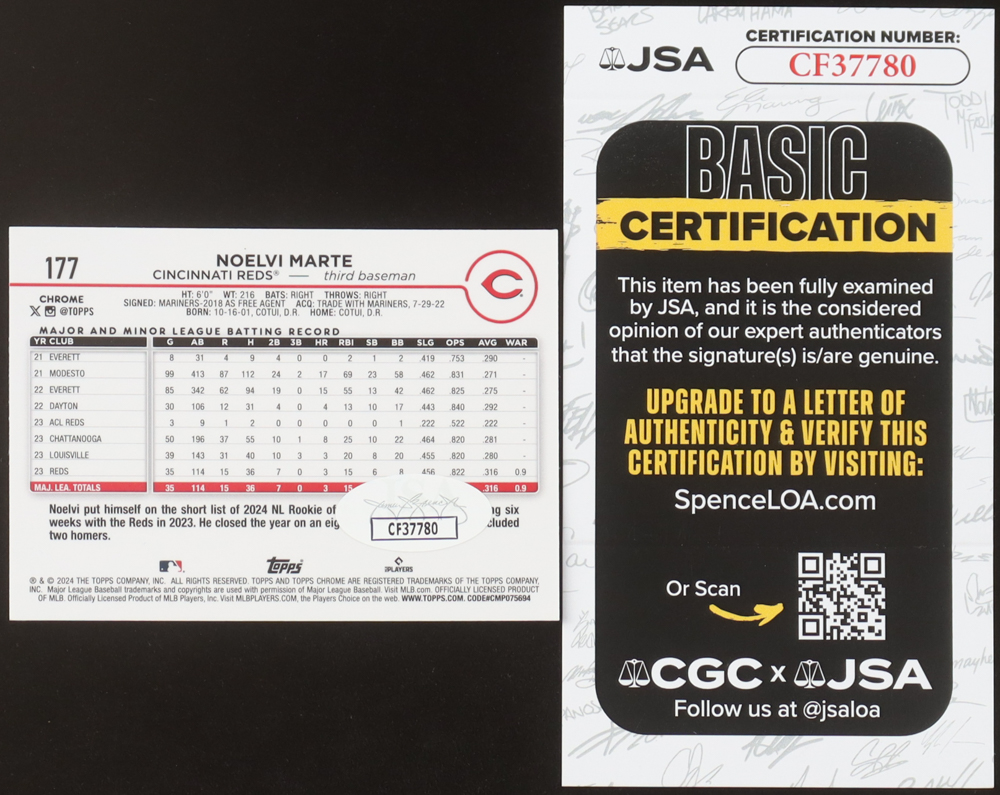 177
NOELVI MARTE
CINCINNATI REDS® — third baseman
CHROME
@TOPPS
HT: 6'0" WT: 216 BATS: RIGHT THROWS: RIGHT
SIGNED: MARINERS-2018 AS FREE AGENT ACQ: TRADE WITH MARINERS, 7-29-22
BORN: 10-16-01, COTUI, D.R. HOME: COTUI, D.R.
MAJOR AND MINOR LEAGUE BATTING RECORD
YR CLUB G AB R H 2B 3B HR RBI SB BB SLG OPS AVG WAR
21 EVERETT 8 31 4 9 4 0 0 2 1 2 .419 .753 .290 -
21 MODESTO 99 413 87 112 24 2 17 69 23 58 .462 .831 .271 -
22 EVERETT 85 342 62 94 19 0 15 55 13 42 .462 .825 .275 -
22 DAYTON 30 106 12 31 4 0 4 13 10 17 .443 .840 .292 -
23 ACL REDS 3 9 1 2 0 0 0 0 0 1 .222 .522 .222 -
23 CHATTANOOGA 50 196 37 55 10 1 8 25 10 22 .464 .820 .281 -
23 LOUISVILLE 39 143 31 40 10 3 3 20 8 20 .455 .820 .280 -
23 REDS 35 114 15 36 7 0 3 15 6 8 .456 .822 .316 0.9
MAJ. LEA. TOTALS 35 114 15 36 7 0 3 15 .316 0.9
Noelvi put himself on the short list of 2024 NL Rookie of ng six
weeks with the Reds in 2023. He closed the year on an eig cluded
two homers.
CF37780
topps
PLAYERS
® & © 2024 THE TOPPS COMPANY, INC. ALL RIGHTS RESERVED. TOPPS AND TOPPS CHROME ARE REGISTERED TRADEMARKS OF THE TOPPS COMPANY,
INC. Major League Baseball trademarks and copyrights are used with permission of Major League Baseball. Visit MLB.com. OFFICIALLY LICENSED PRODUCT
OF MLB. Officially Licensed Product of MLB Players, Inc. Visit MLBPLAYERS.COM, the Players Choice on the web. WWW.TOPPS.COM. CODE#CMP075694
JSA
CERTIFICATION NUMBER:
CF37780
BASIC
CERTIFICATION
This item has been fully examined
by JSA, and it is the considered
opinion of our expert authenticators
that the signature(s) is/are genuine.
UPGRADE TO A LETTER OF
AUTHENTICITY & VERIFY THIS
CERTIFICATION BY VISITING:
SpenceLOA.com
Or Scan
CGC x JSA
Follow us at @jsaloa